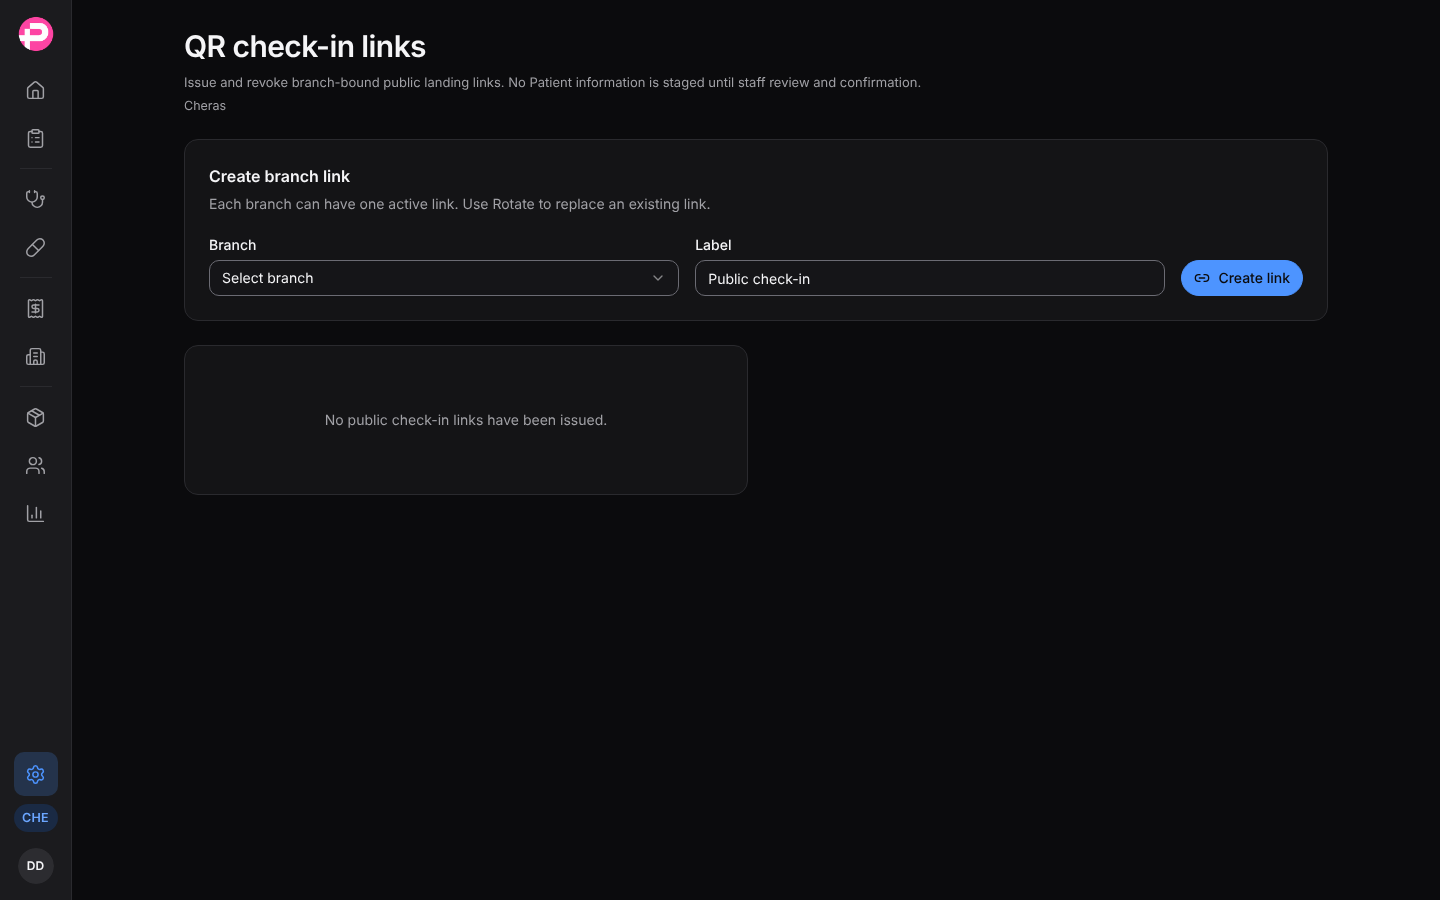 QR check-in links
Issue and revoke branch-bound public landing links. No Patient information is staged until staff review and confirmation.
Cheras
Create branch link
Each branch can have one active link. Use Rotate to replace an existing link.
Branch
Label
Select branch
Public check-in
Create link
No public check-in links have been issued.
CHE
DD